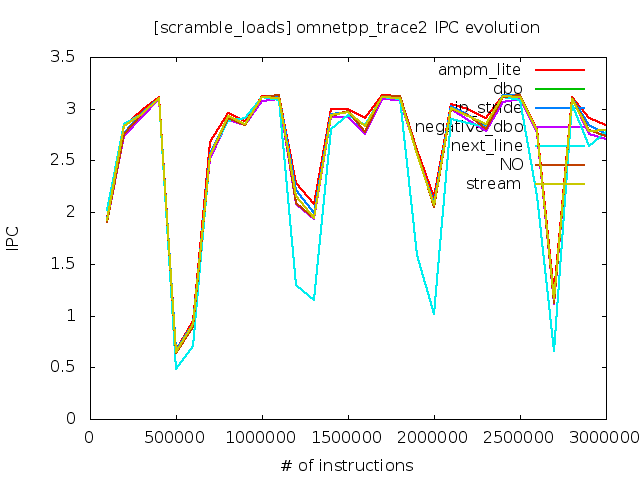 [scramble_loads] omnetpp_trace2 IPC evolution
3.5
3
2.5
2
1.5
1
0.5
0
IPC
ampm_lite
dbo
ip_stride
negative_dbo
next_line
NO
stream
0 500000 1000000 1500000 2000000 2500000 3000000
# of instructions